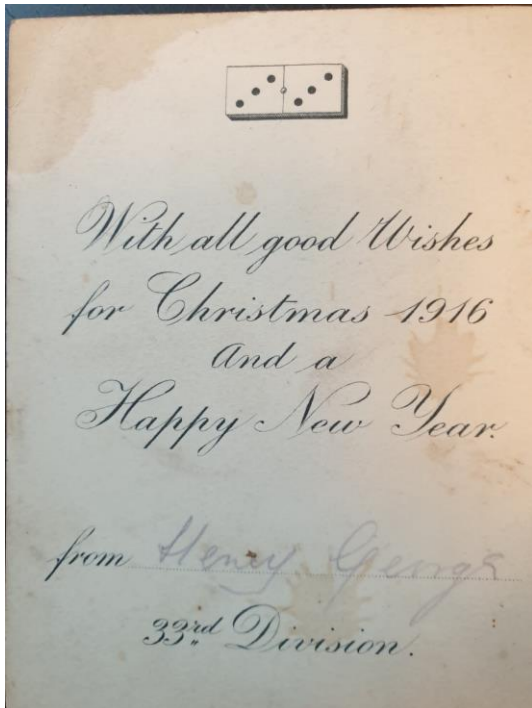 With all good Wishes
for Christmas 1916
And a
Happy New Year.
from Henry George
33rd Division.